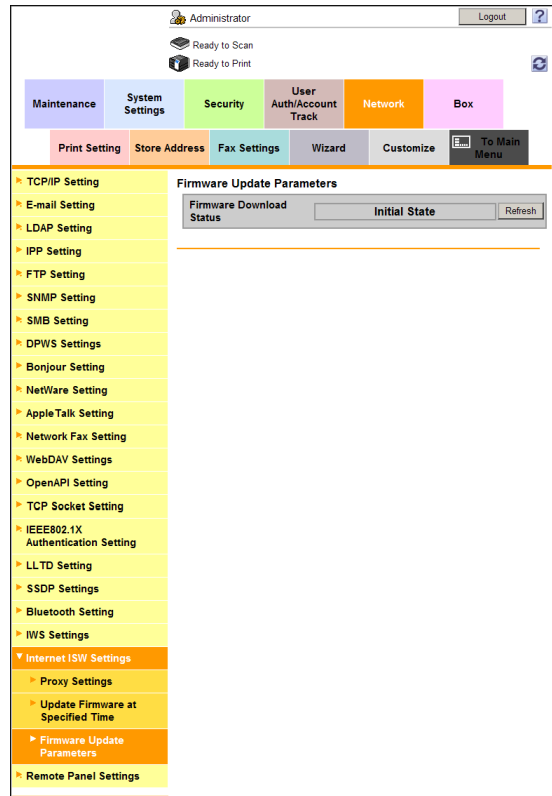 Administrator
Logout
?
Ready to Scan
Ready to Print
Maintenance
System
Settings
Security
User
Auth/Account
Track
Network
Box
Print Setting
Store Address
Fax Settings
Wizard
Customize
To Main
Menu
TCP/IP Setting
E-mail Setting
LDAP Setting
IPP Setting
FTP Setting
SNMP Setting
SMB Setting
DPWS Settings
Bonjour Setting
NetWare Setting
AppleTalk Setting
Network Fax Setting
WebDAV Settings
OpenAPI Setting
TCP Socket Setting
IEEE802.1X
Authentication Setting
LLTD Setting
SSDP Settings
Bluetooth Setting
IWS Settings
Internet ISW Settings
Proxy Settings
Update Firmware at
Specified Time
Firmware Update
Parameters
Remote Panel Settings
Firmware Update Parameters
Firmware Download
Status
Initial State
Refresh